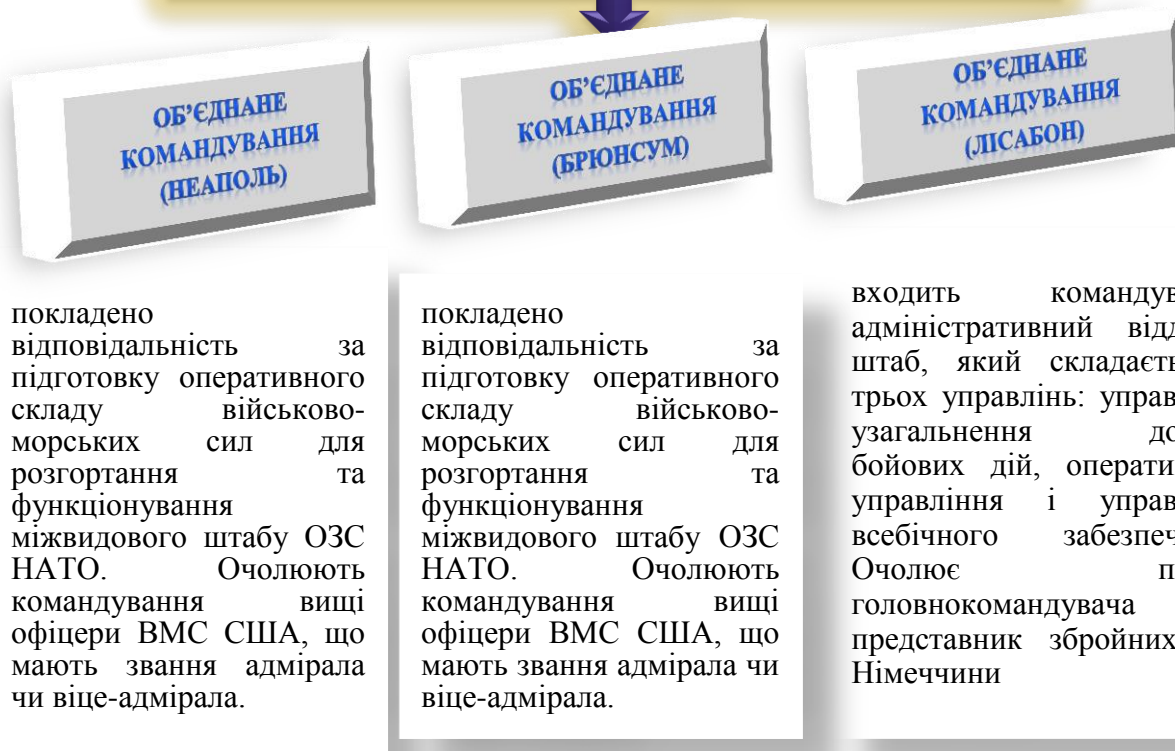 ОБ’ЄДНАНЕ
КОМАНДУВАННЯ
(НЕАПОЛЬ)
покладено
відповідальність за
підготовку оперативного
складу військово-
морських сил для
розгортання та
функціонування
міжвидового штабу ОЗС
НАТО. Очолюють
командування вищі
офіцери ВМС США, що
мають звання адмірала
чи віце-адмірала.
ОБ’ЄДНАНЕ
КОМАНДУВАННЯ
(БРЮНСУМ)
покладено
відповідальність за
підготовку оперативного
складу військово-
морських сил для
розгортання та
функціонування
міжвидового штабу ОЗС
НАТО. Очолюють
командування вищі
офіцери ВМС США, що
мають звання адмірала чи
віце-адмірала.
ОБ’ЄДНАНЕ
КОМАНДУВАННЯ
(ЛІСАБОН)
входить
адміністративний
штаб, який
трьох управлінь:
узагальнення
бойових дій,
управління і
всебічного
Очолює
головнокомандувача
представник збройних
Німеччини